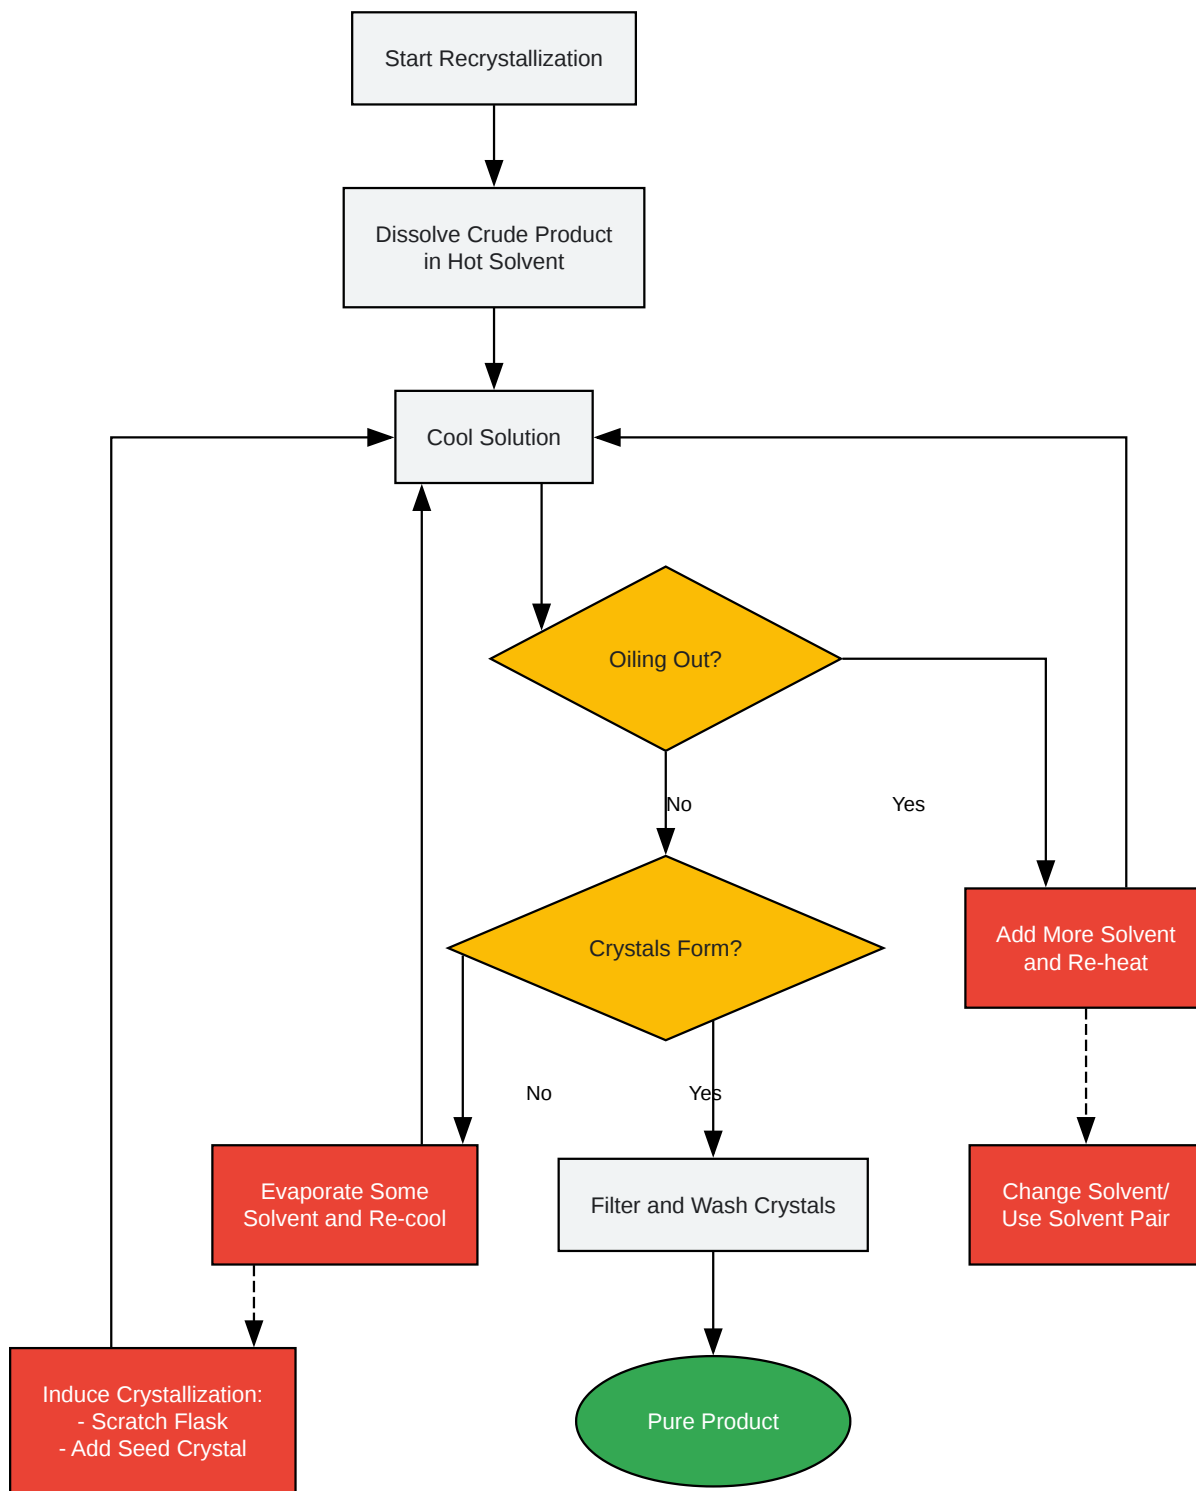 Start Recrystallization
Dissolve Crude Product
in Hot Solvent
Cool Solution
Oiling Out?
No
Yes
Crystals Form?
Add More Solvent
and Re-heat
No
Yes
Evaporate Some
Solvent and Re-cool
Filter and Wash Crystals
Change Solvent/
Use Solvent Pair
Induce Crystallization:
- Scratch Flask
- Add Seed Crystal
Pure Product